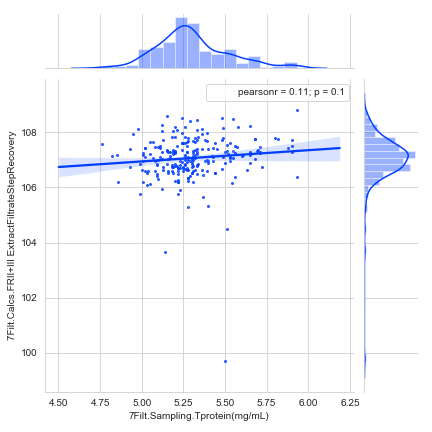 pearsonr = 0.11; p = 0.1
7Filt.Calcs.FRII+III ExtractFiltrateStepRecovery
108
106
104
102
100
4.50 4.75 5.00 5.25 5.50 5.75 6.00 6.25
7Filt.Sampling.Tprotein(mg/mL)